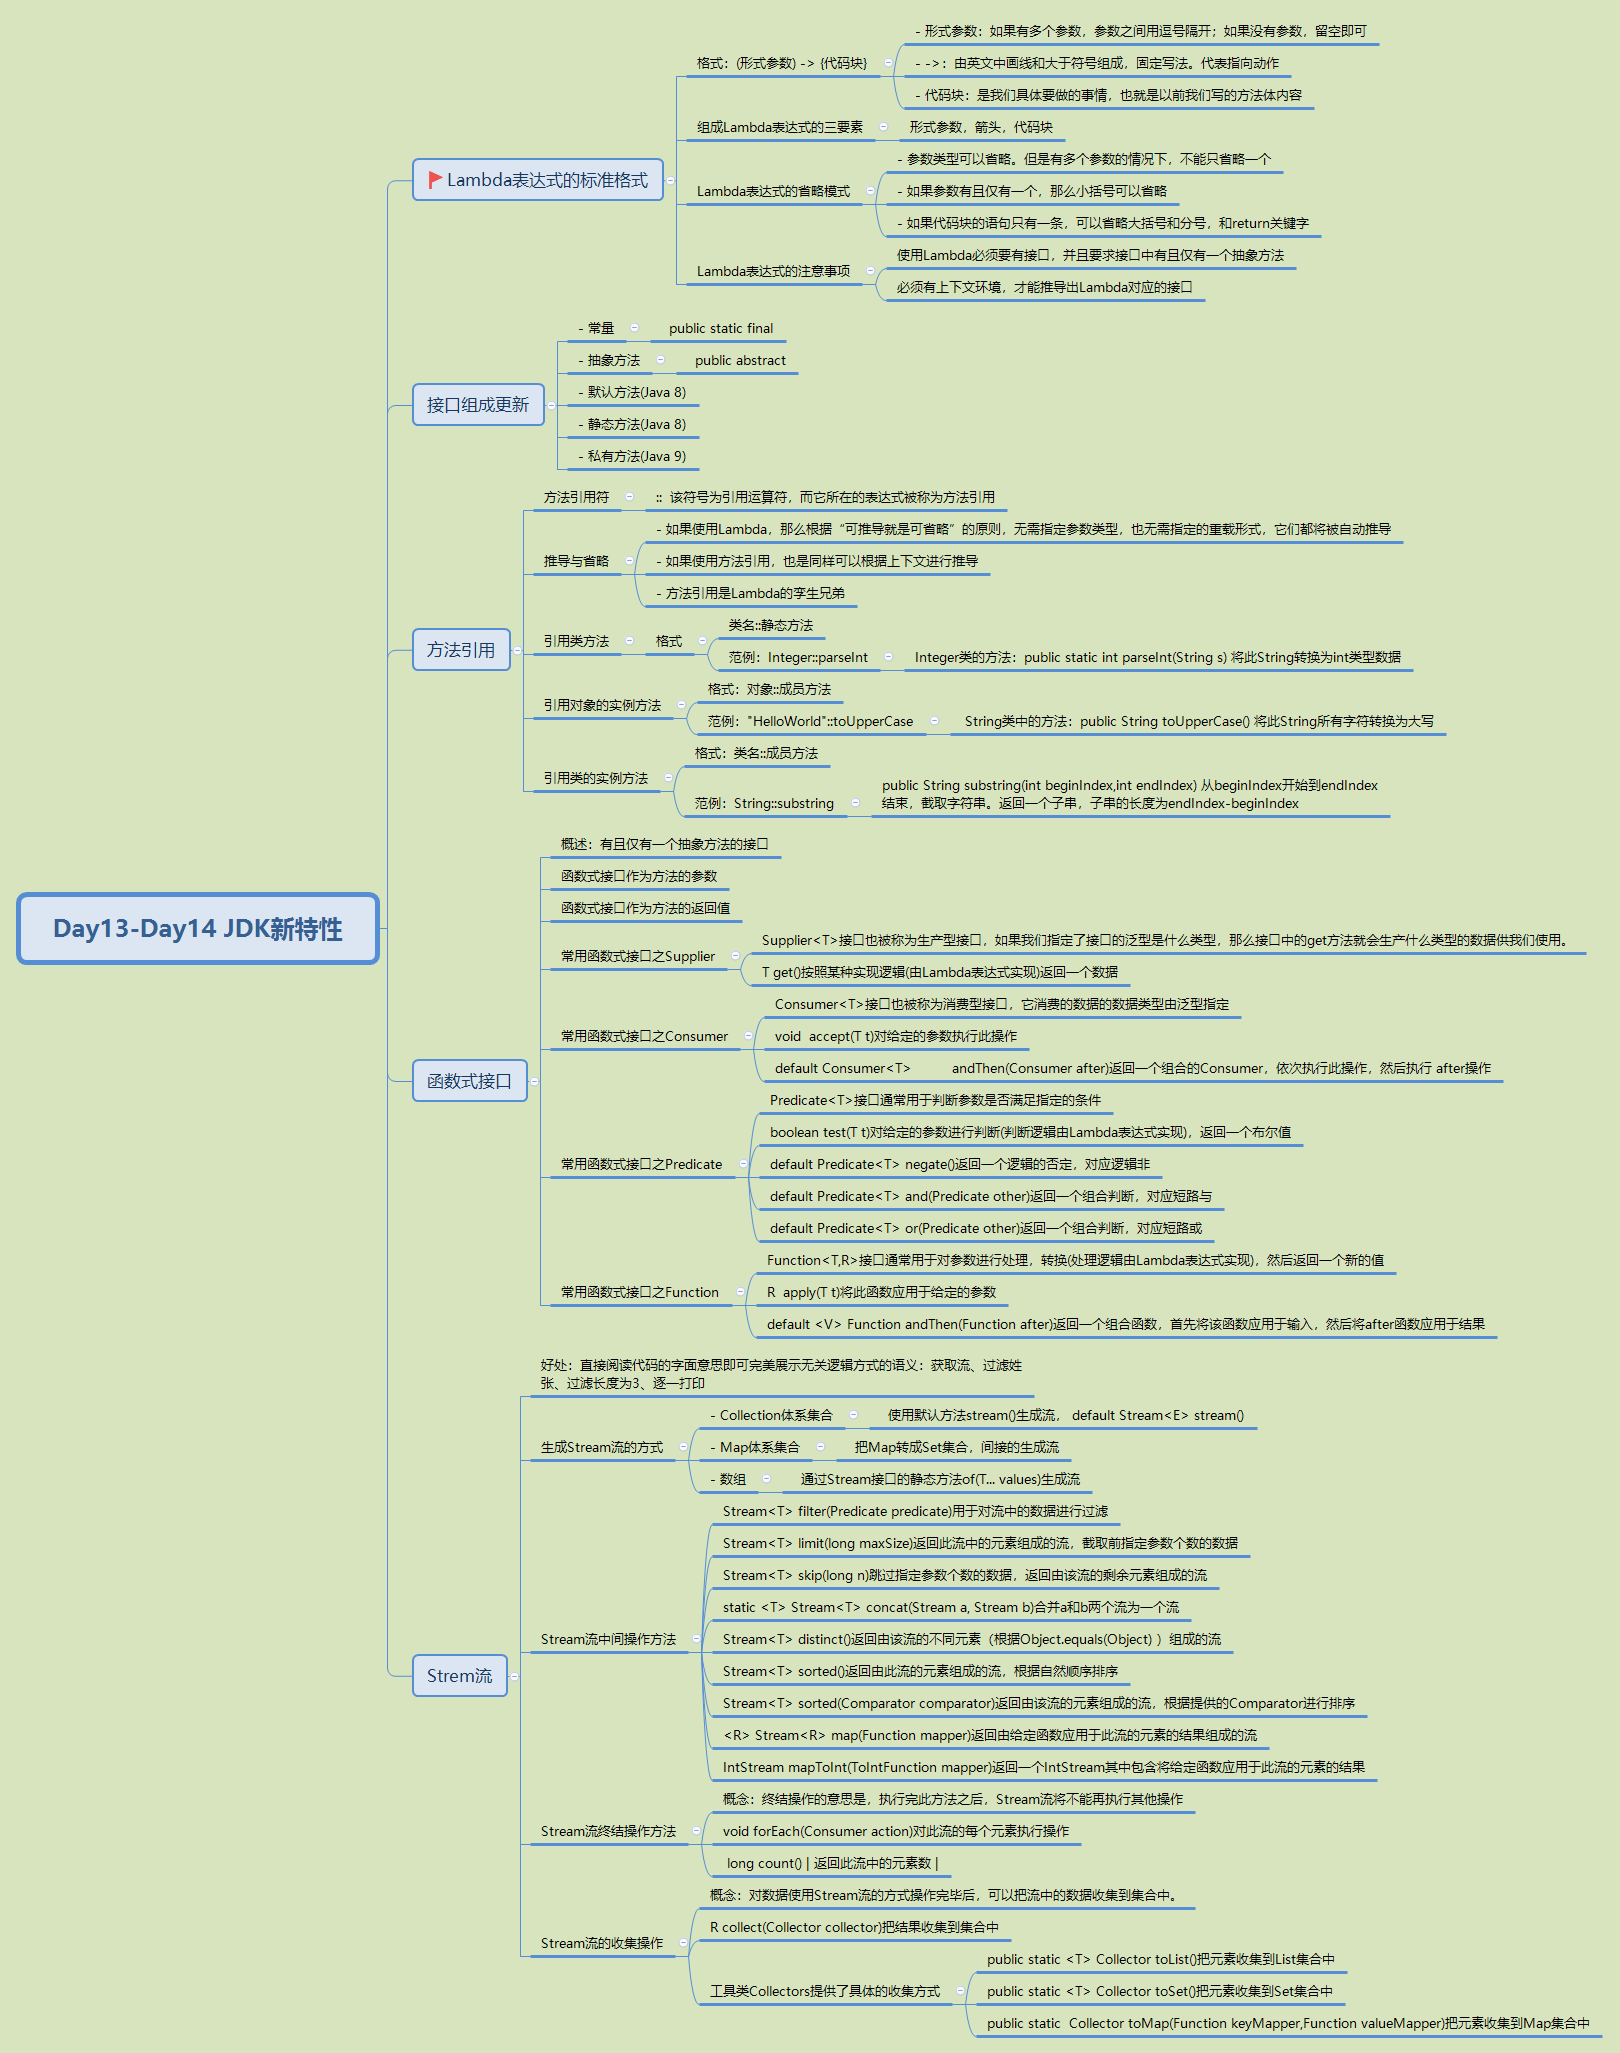 Day13-Day14 JDK新特性
Lambda表达式的标准格式
格式：(形式参数) -> {代码块}
- 形式参数：如果有多个参数，参数之间用逗号隔开；如果没有参数，留空即可
- ->：由英文中画线和大于符号组成，固定写法。代表指向动作
- 代码块：是我们具体要做的事情，也就是以前我们写的方法体内容
组成Lambda表达式的三要素
形式参数，箭头，代码块
Lambda表达式的省略模式
- 参数类型可以省略。但是有多个参数的情况下，不能只省略一个
- 如果参数有且仅有一个，那么小括号可以省略
- 如果代码块的语句只有一条，可以省略大括号和分号，和return关键字
Lambda表达式的注意事项
使用Lambda必须要有接口，并且要求接口中有且仅有一个抽象方法
必须有上下文环境，才能推导出Lambda对应的接口
接口组成更新
- 常量
public static final
- 抽象方法
public abstract
- 默认方法(Java 8)
- 静态方法(Java 8)
- 私有方法(Java 9)
方法引用
方法引用符
:: 该符号为引用运算符，而它所在的表达式被称为方法引用
推导与省略
- 如果使用Lambda，那么根据“可推导就是可省略”的原则，无需指定参数类型，也无需指定的重载形式，它们都将被自动推导
- 如果使用方法引用，也是同样可以根据上下文进行推导
- 方法引用是Lambda的孪生兄弟
引用类方法
格式
类名::静态方法
范例：Integer::parseInt
Integer类的方法：public static int parseInt(String s) 将此String转换为int类型数据
引用对象的实例方法
格式：对象::成员方法
范例："HelloWorld"::toUpperCase
String类中的方法：public String toUpperCase() 将此String所有字符转换为大写
引用类的实例方法
格式：类名::成员方法
范例：String::substring
public String substring(int beginIndex,int endIndex) 从beginIndex开始到endIndex
结束，截取字符串。返回一个子串，子串的长度为endIndex-beginIndex
函数式接口
概述：有且仅有一个抽象方法的接口
函数式接口作为方法的参数
函数式接口作为方法的返回值
常用函数式接口之Supplier
Supplier<T>接口也被称为生产型接口，如果我们指定了接口的泛型是什么类型，那么接口中的get方法就会生产什么类型的数据供我们使用。
T get()按照某种实现逻辑(由Lambda表达式实现)返回一个数据
常用函数式接口之Consumer
Consumer<T>接口也被称为消费型接口，它消费的数据的数据类型由泛型指定
void  accept(T t)对给定的参数执行此操作
default Consumer<T>          andThen(Consumer after)返回一个组合的Consumer，依次执行此操作，然后执行 after操作
常用函数式接口之Predicate
Predicate<T>接口通常用于判断参数是否满足指定的条件
boolean test(T t)对给定的参数进行判断(判断逻辑由Lambda表达式实现)，返回一个布尔值
default Predicate<T> negate()返回一个逻辑的否定，对应逻辑非
default Predicate<T> and(Predicate other)返回一个组合判断，对应短路与
default Predicate<T> or(Predicate other)返回一个组合判断，对应短路或
常用函数式接口之Function
Function<T,R>接口通常用于对参数进行处理，转换(处理逻辑由Lambda表达式实现)，然后返回一个新的值
R  apply(T t)将此函数应用于给定的参数
default <V> Function andThen(Function after)返回一个组合函数，首先将该函数应用于输入，然后将after函数应用于结果
Strem流
好处：直接阅读代码的字面意思即可完美展示无关逻辑方式的语义：获取流、过滤姓
张、过滤长度为3、逐一打印
生成Stream流的方式
- Collection体系集合
使用默认方法stream()生成流， default Stream<E> stream()
- Map体系集合
把Map转成Set集合，间接的生成流
- 数组
通过Stream接口的静态方法of(T... values)生成流
Stream流中间操作方法
Stream<T> filter(Predicate predicate)用于对流中的数据进行过滤
Stream<T> limit(long maxSize)返回此流中的元素组成的流，截取前指定参数个数的数据
Stream<T> skip(long n)跳过指定参数个数的数据，返回由该流的剩余元素组成的流
static <T> Stream<T> concat(Stream a, Stream b)合并a和b两个流为一个流
Stream<T> distinct()返回由该流的不同元素（根据Object.equals(Object) ）组成的流
Stream<T> sorted()返回由此流的元素组成的流，根据自然顺序排序
Stream<T> sorted(Comparator comparator)返回由该流的元素组成的流，根据提供的Comparator进行排序
<R> Stream<R> map(Function mapper)返回由给定函数应用于此流的元素的结果组成的流
IntStream mapToInt(ToIntFunction mapper)返回一个IntStream其中包含将给定函数应用于此流的元素的结果
Stream流终结操作方法
概念：终结操作的意思是，执行完此方法之后，Stream流将不能再执行其他操作
void forEach(Consumer action)对此流的每个元素执行操作
long count() | 返回此流中的元素数 |
Stream流的收集操作
概念：对数据使用Stream流的方式操作完毕后，可以把流中的数据收集到集合中。
R collect(Collector collector)把结果收集到集合中
工具类Collectors提供了具体的收集方式
public static <T> Collector toList()把元素收集到List集合中
public static <T> Collector toSet()把元素收集到Set集合中
public static  Collector toMap(Function keyMapper,Function valueMapper)把元素收集到Map集合中